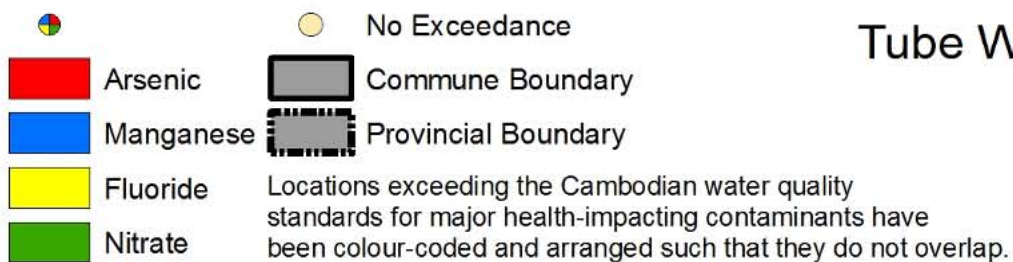 No Exceedance
Tube W
Arsenic
Commune Boundary
Manganese
Provincial Boundary
Fluoride
Nitrate
Locations exceeding the Cambodian water quality
standards for major health-impacting contaminants have
been colour-coded and arranged such that they do not overlap.